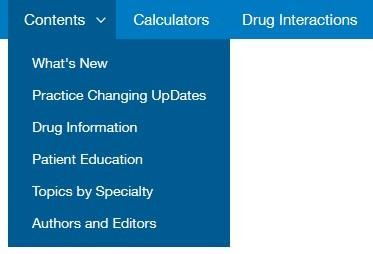 Contents Calculators Drug Interactions
What's New
Practice Changing UpDates
Drug Information
Patient Education
Topics by Specialty
Authors and Editors